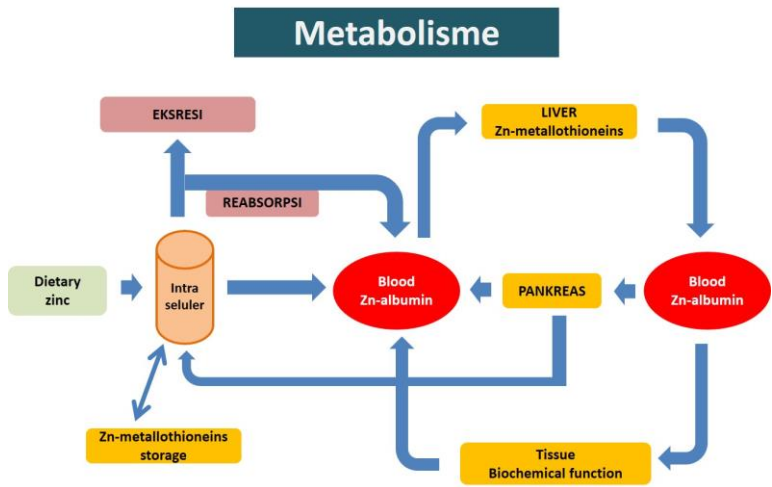 Metabolisme
EKSRESI
LIVER
Zn-metallothioneins
REABSORPSI
Dietary
zinc
Intra
seluler
Blood
Zn-albumin
PANKREAS
Blood
Zn-albumin
Zn-metallothioneins
storage
Tissue
Biochemical function